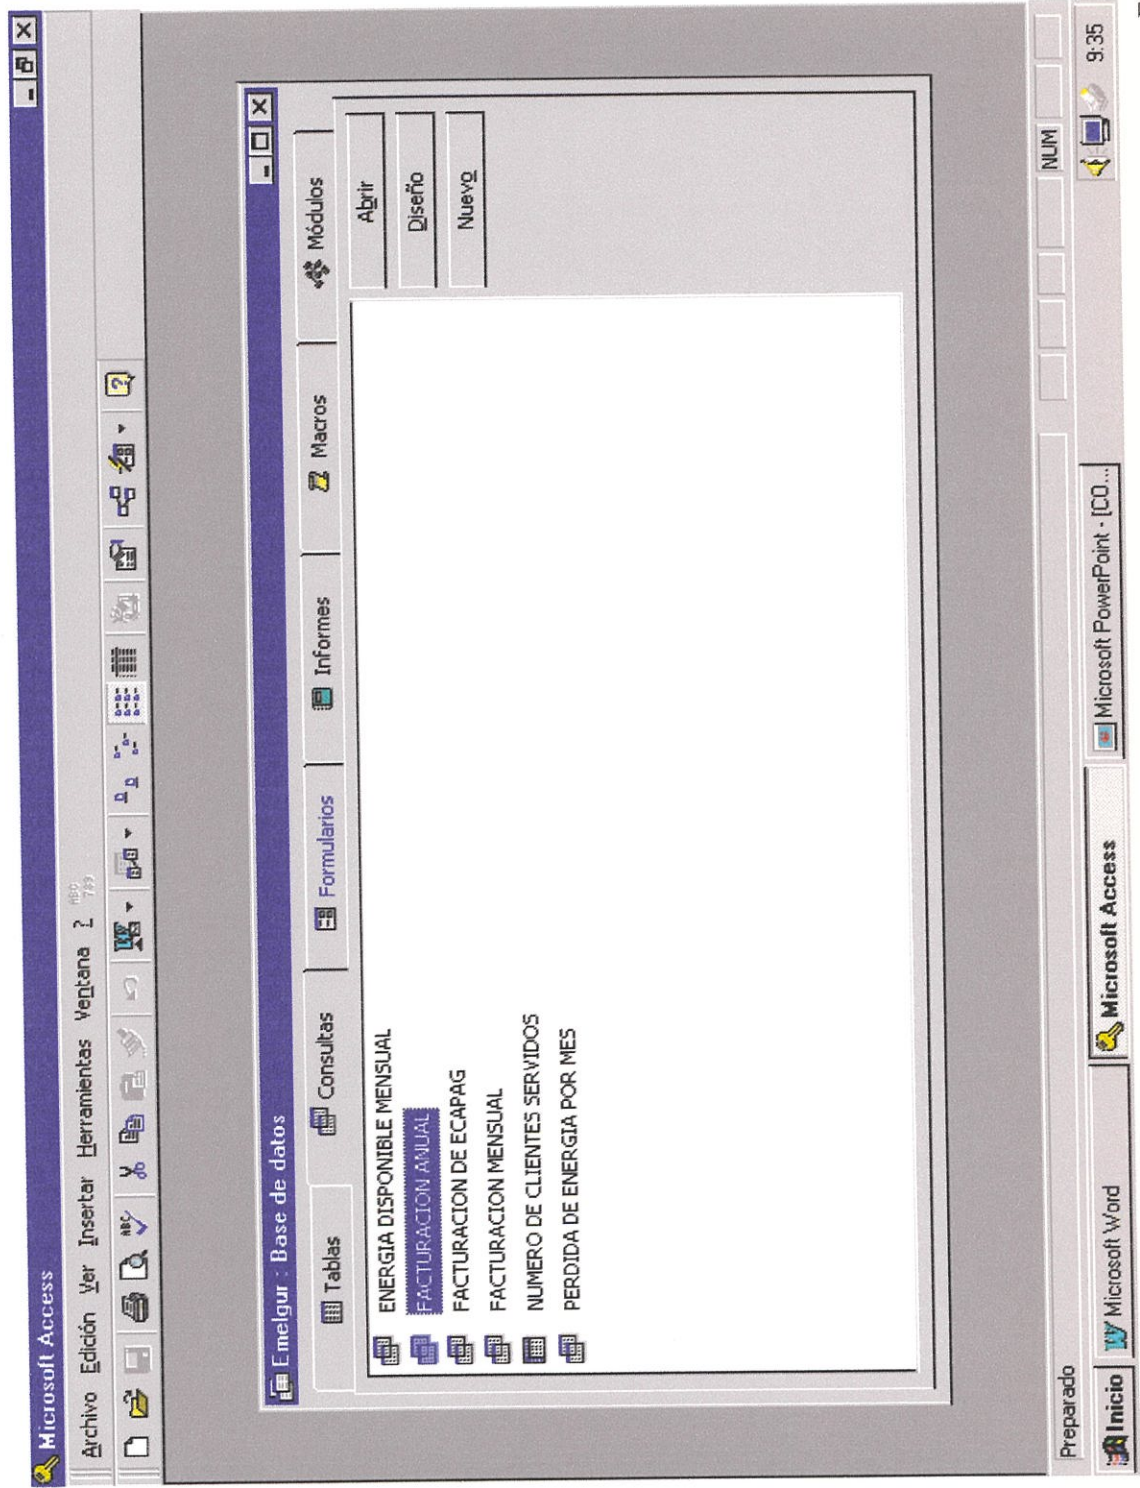 Microsoft Access
Archivo Edición Ver Insertar Herramientas Ventana ?
Emelgur : Base de datos
Tablas Consultas Formularios Informes Macros Módulos
ENERGIA DISPONIBLE MENSUAL
FACTURACION ANUAL
FACTURACION DE ECAPAG
FACTURACION MENSUAL
NUMERO DE CLIENTES SERVIDOS
PERDIDA DE ENERGIA POR MES
Abrir
Diseño
Nuevo
Preparado NUM
Inicio Microsoft Word Microsoft Access Microsoft PowerPoint - [CO... 9:35